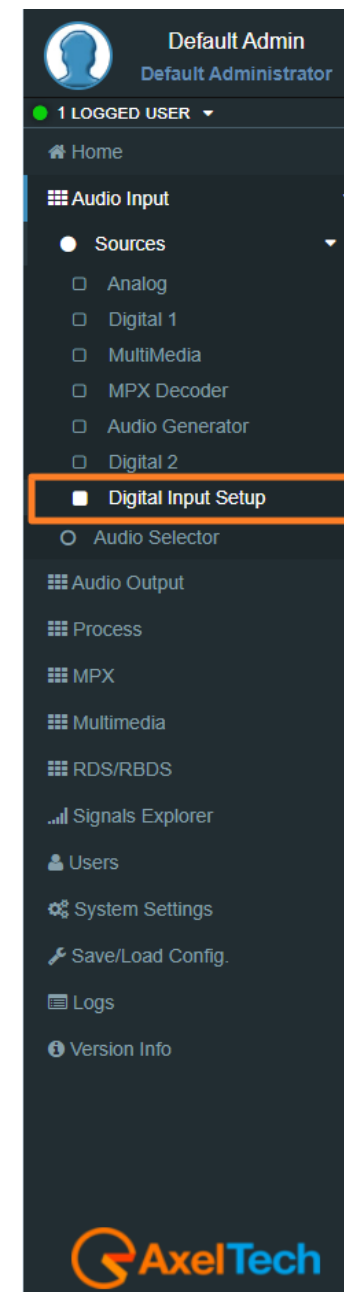 Default Admin
Default Administrator
1 LOGGED USER
Home
Audio Input
Sources
Analog
Digital 1
MultiMedia
MPX Decoder
Audio Generator
Digital 2
Digital Input Setup
Audio Selector
Audio Output
Process
MPX
Multimedia
RDS/RBDS
Signals Explorer
Users
System Settings
Save/Load Config.
Logs
Version Info
AxelTech